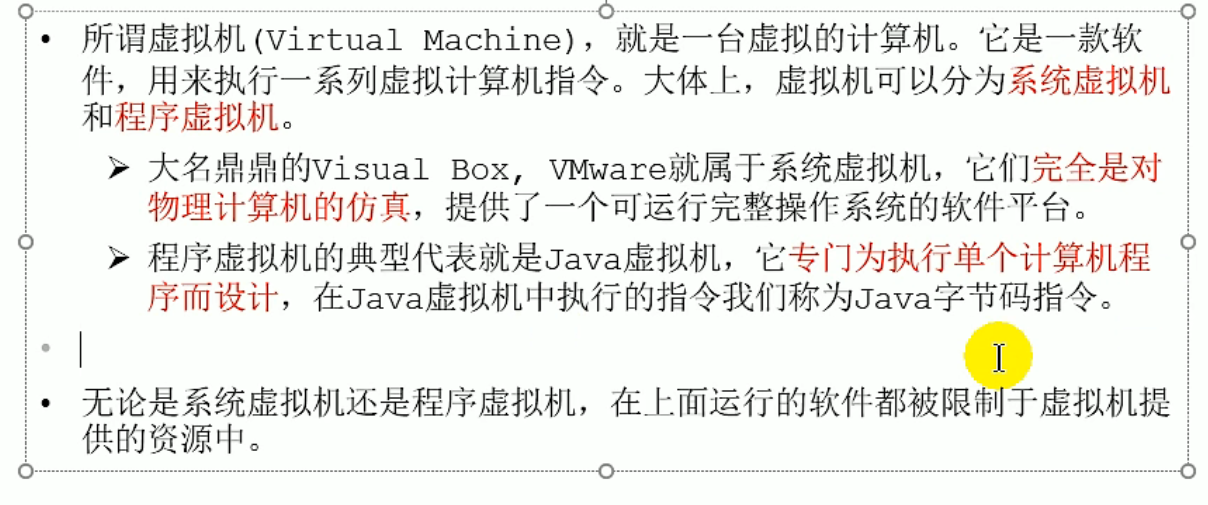 • 所谓虚拟机(Virtual Machine)，就是一台虚拟的计算机。它是一款软
件，用来执行一系列虚拟计算机指令。大体上，虚拟机可以分为系统虚拟机
和程序虚拟机。
➢ 大名鼎鼎的Visual Box, VMware就属于系统虚拟机，它们完全是对
物理计算机的仿真，提供了一个可运行完整操作系统的软件平台。
➢ 程序虚拟机的典型代表就是Java虚拟机，它专门为执行单个计算机程
序而设计，在Java虚拟机中执行的指令我们称为Java字节码指令。
• 无论是系统虚拟机还是程序虚拟机，在上面运行的软件都被限制于虚拟机提
供的资源中。